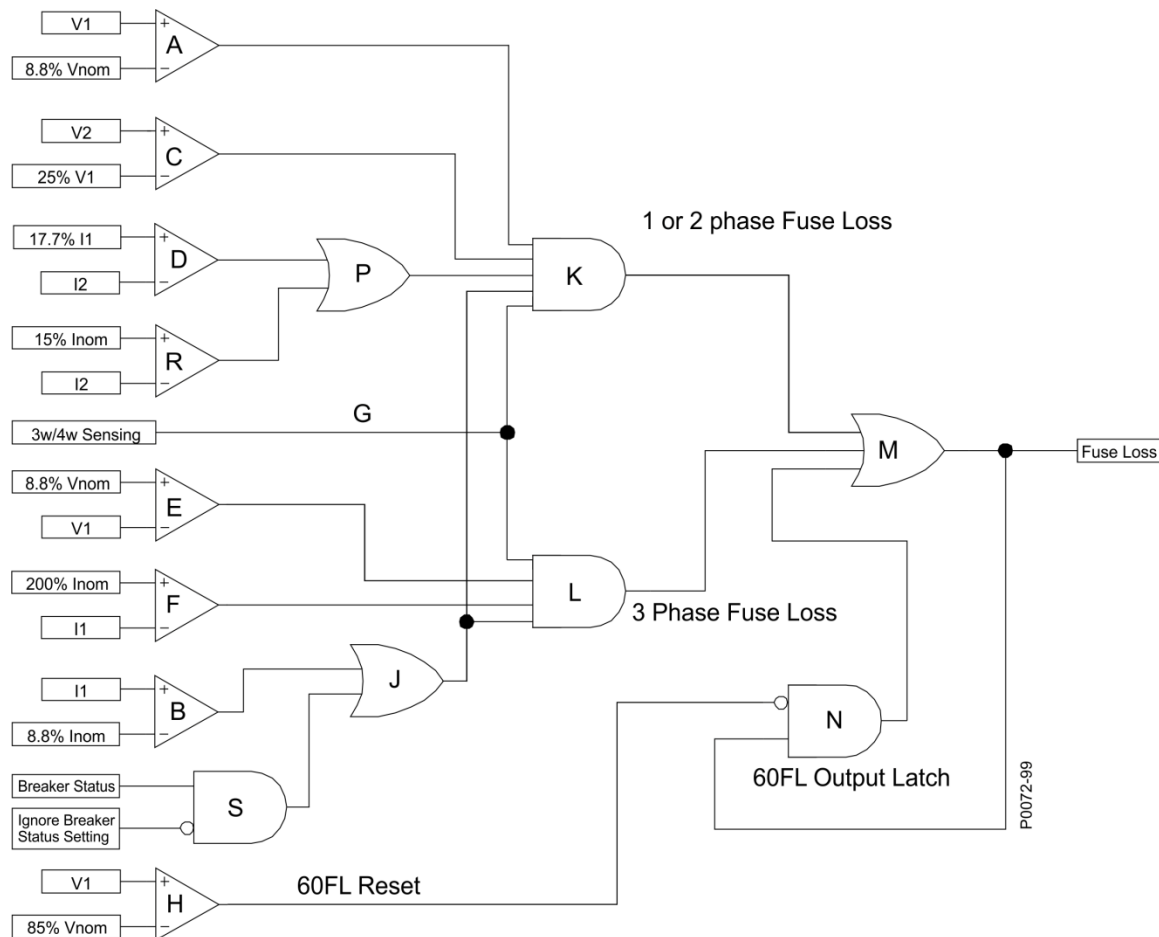 V1
+
A
8.8% Vnom
−
V2
+
C
25% V1
−
1 or 2 phase Fuse Loss
17.7% I1
+
D
I2
−
P
K
15% Inom
+
R
I2
−
G
3w/4w Sensing
M
Fuse Loss
8.8% Vnom
+
E
V1
−
200% Inom
+
F
I1
−
L
3 Phase Fuse Loss
I1
+
B
8.8% Inom
−
J
N
60FL Output Latch
P0072-99
Breaker Status
Ignore Breaker
Status Setting
S
V1
+
H
85% Vnom
−
60FL Reset